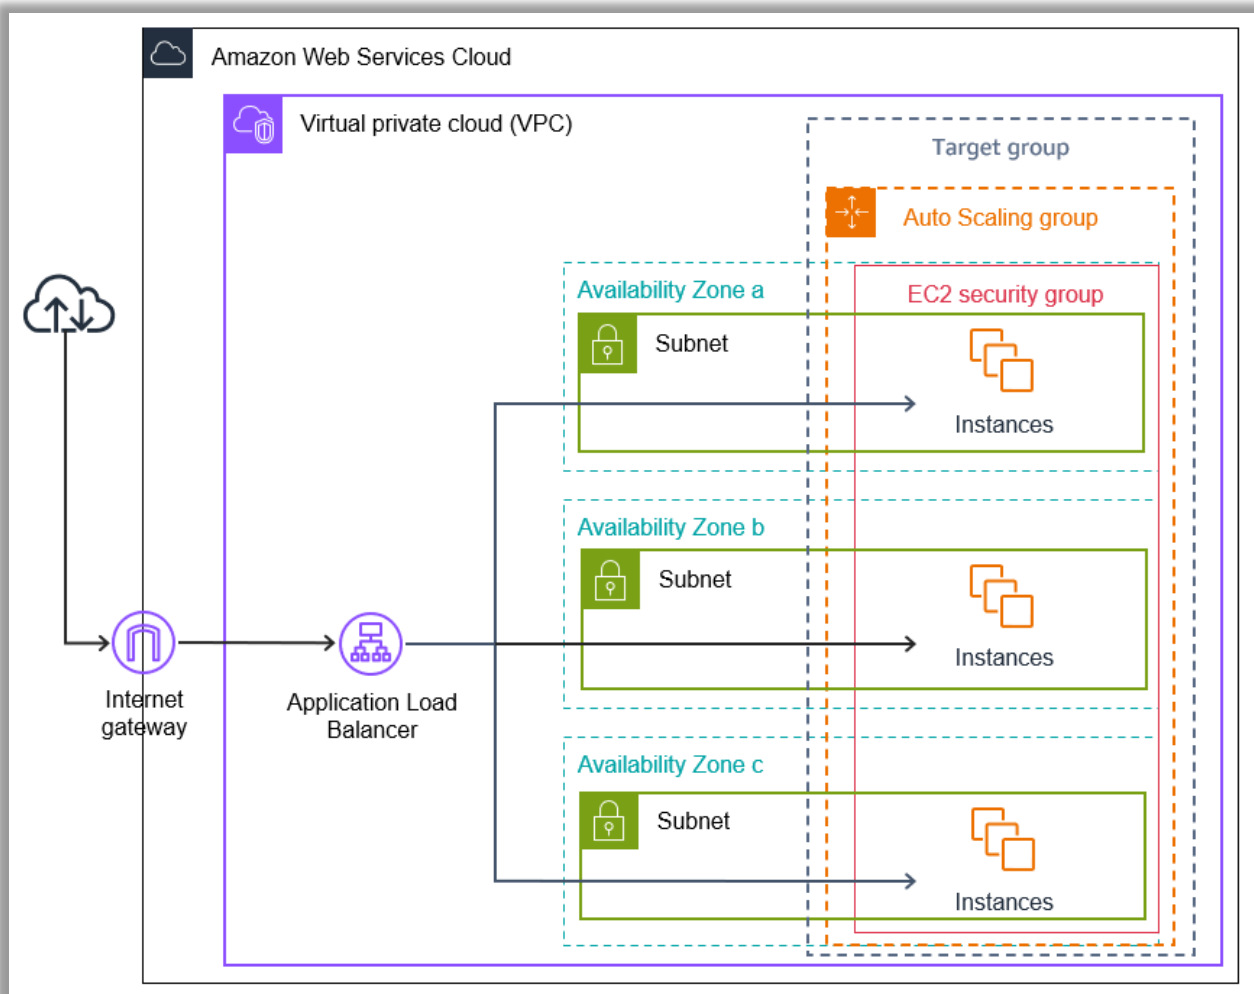 Amazon Web Services Cloud
Virtual private cloud (VPC)
Target group
Auto Scaling group
Availability Zone a
EC2 security group
Subnet
Instances
Availability Zone b
Subnet
Instances
Internet
gateway
Application Load
Balancer
Availability Zone c
Subnet
Instances